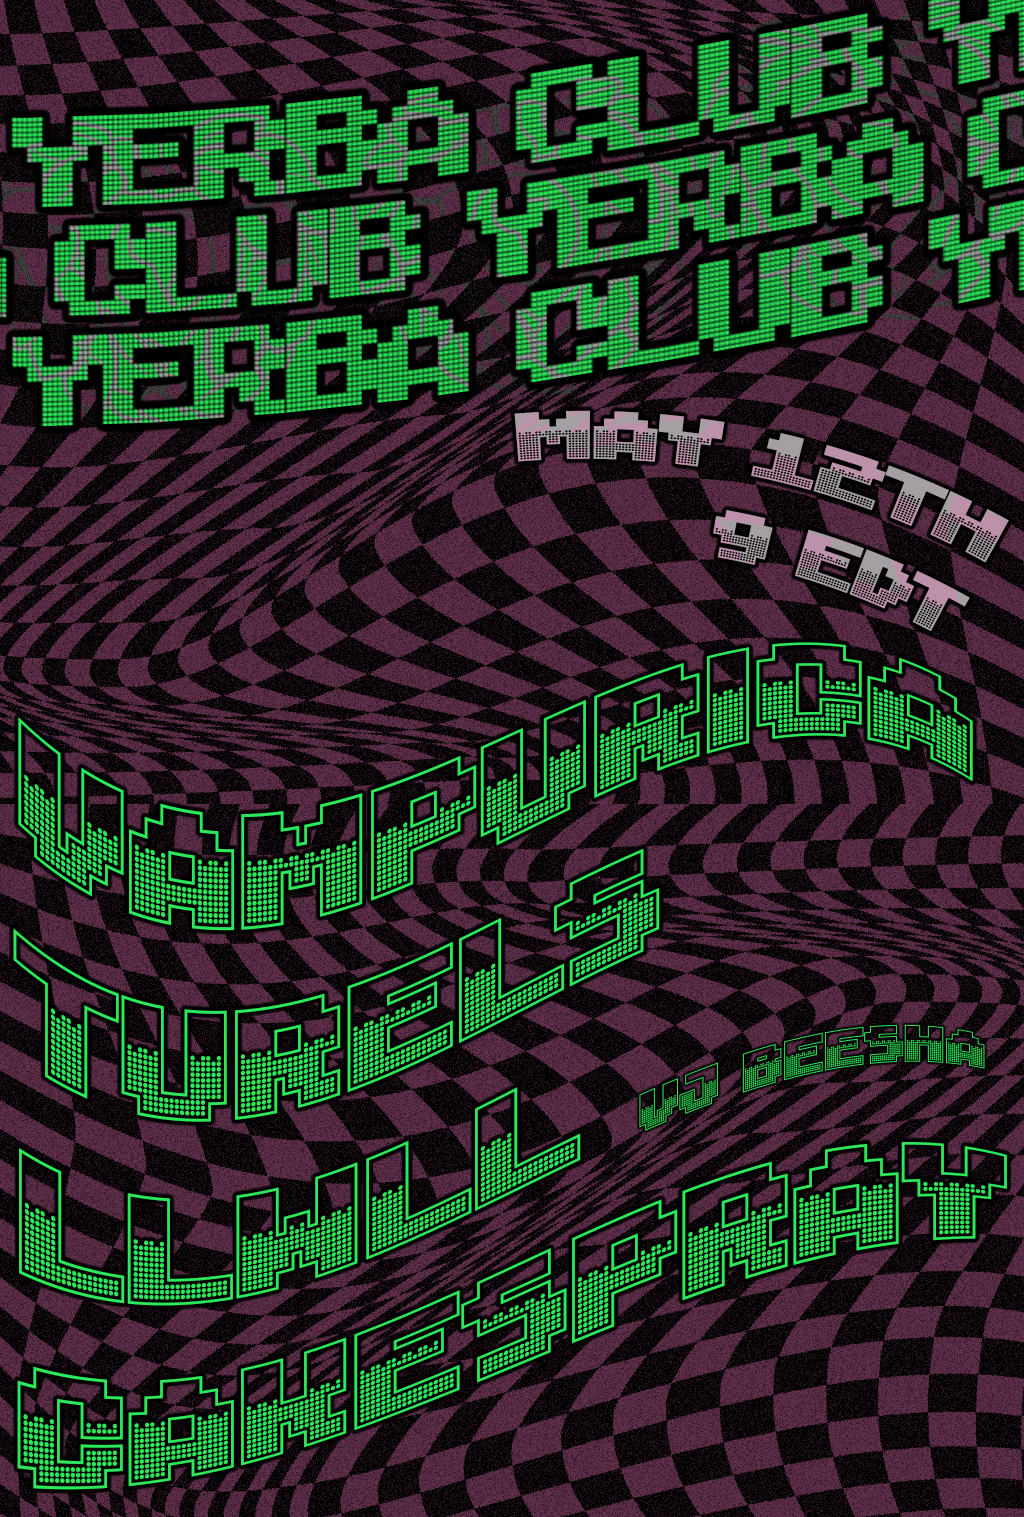 YERBA CLUB Y
CLUB YERBA C
YERBA CLUB Y
MAY 12TH
9 EDT
VAMPURICA
TURELS
VJ BEESHA
LLWLL
CAKESPRAY